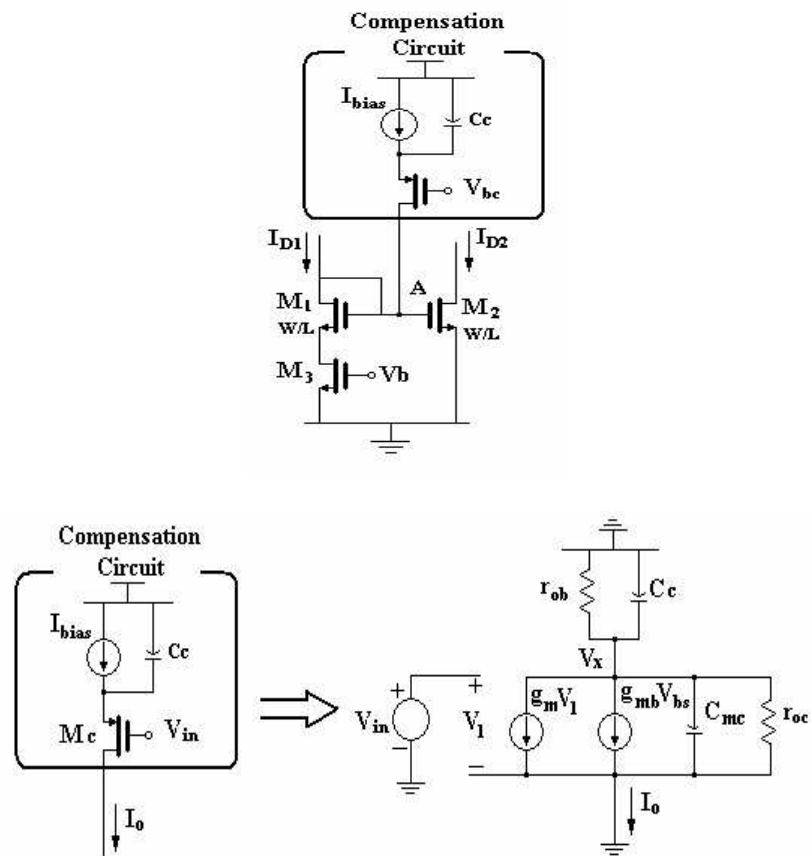 Compensation
Circuit
Ibias
Cc
Vbc
ID1
ID2
A
M1
M2
W/L
W/L
M3
Vb
Compensation
Circuit
Ibias
Cc
Mc
Vin
Io
rob
Cc
Vx
+
+
gmV1
gmbVbs
Cmc
roc
Vin
V1
−
−
Io